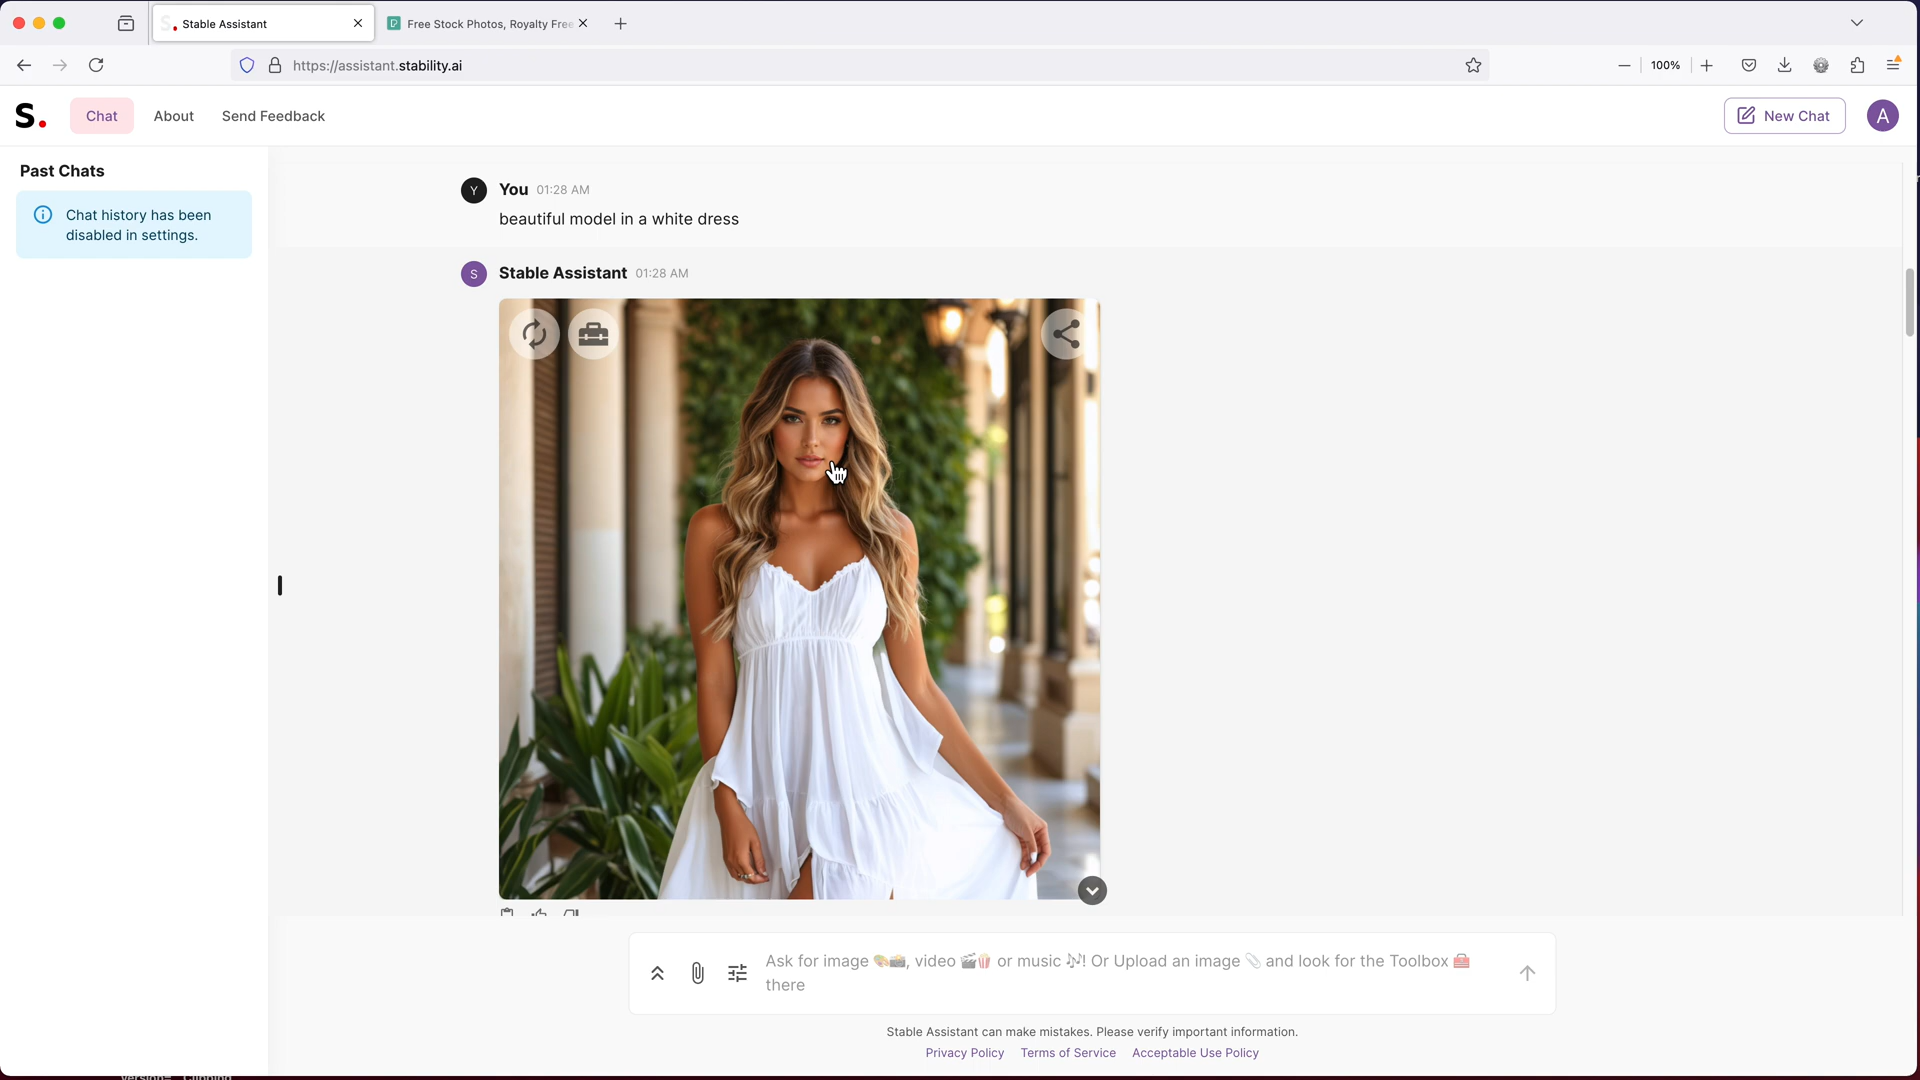 Stable Assistant
Free Stock Photos, Royalty Free
https://assistant.stability.ai
100%
S.
Chat
About
Send Feedback
New Chat
A
Past Chats
Chat history has been
disabled in settings.
Y
You 01:28 AM
beautiful model in a white dress
S
Stable Assistant 01:28 AM
Ask for image 🎨📸, video 🎬🍿 or music 🎶! Or Upload an image 📎 and look for the Toolbox 🧰
there
Stable Assistant can make mistakes. Please verify important information.
Privacy Policy Terms of Service Acceptable Use Policy